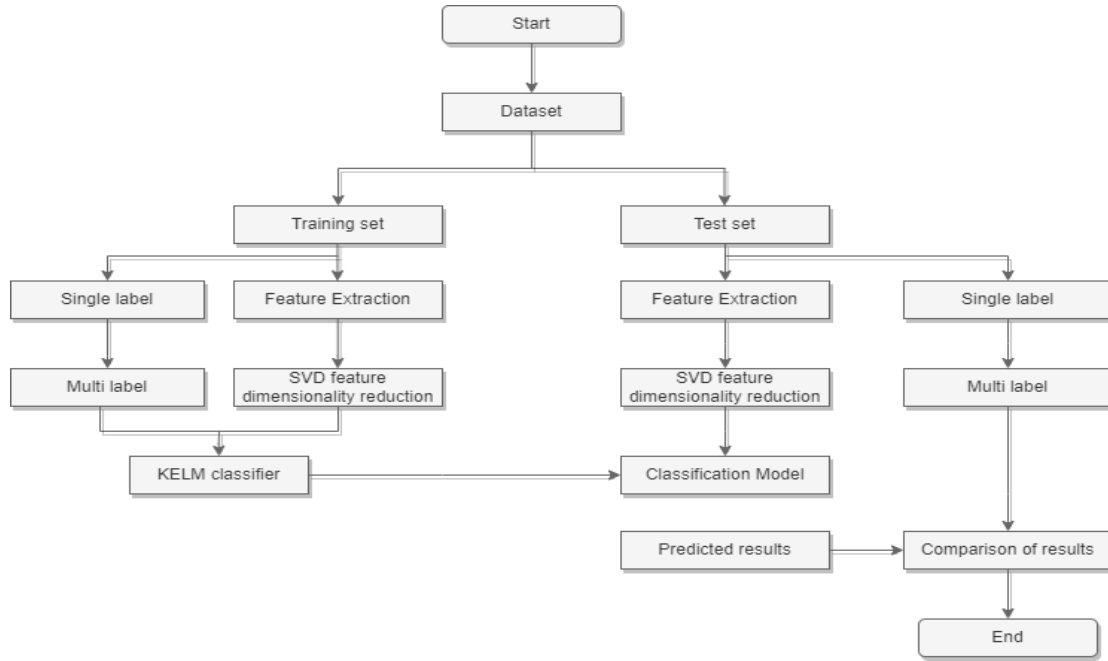 Start
Dataset
Training set
Test set
Single label
Feature Extraction
Feature Extraction
Single label
Multi label
SVD feature
dimensionality reduction
SVD feature
dimensionality reduction
Multi label
KELM classifier
Classification Model
Predicted results
Comparison of results
End